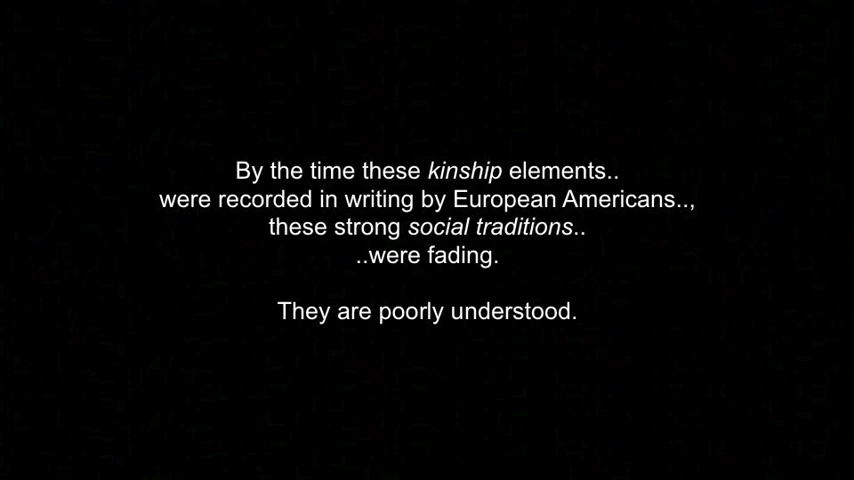 By the time these kinship elements..
were recorded in writing by European Americans..,
these strong social traditions..
..were fading.
They are poorly understood.